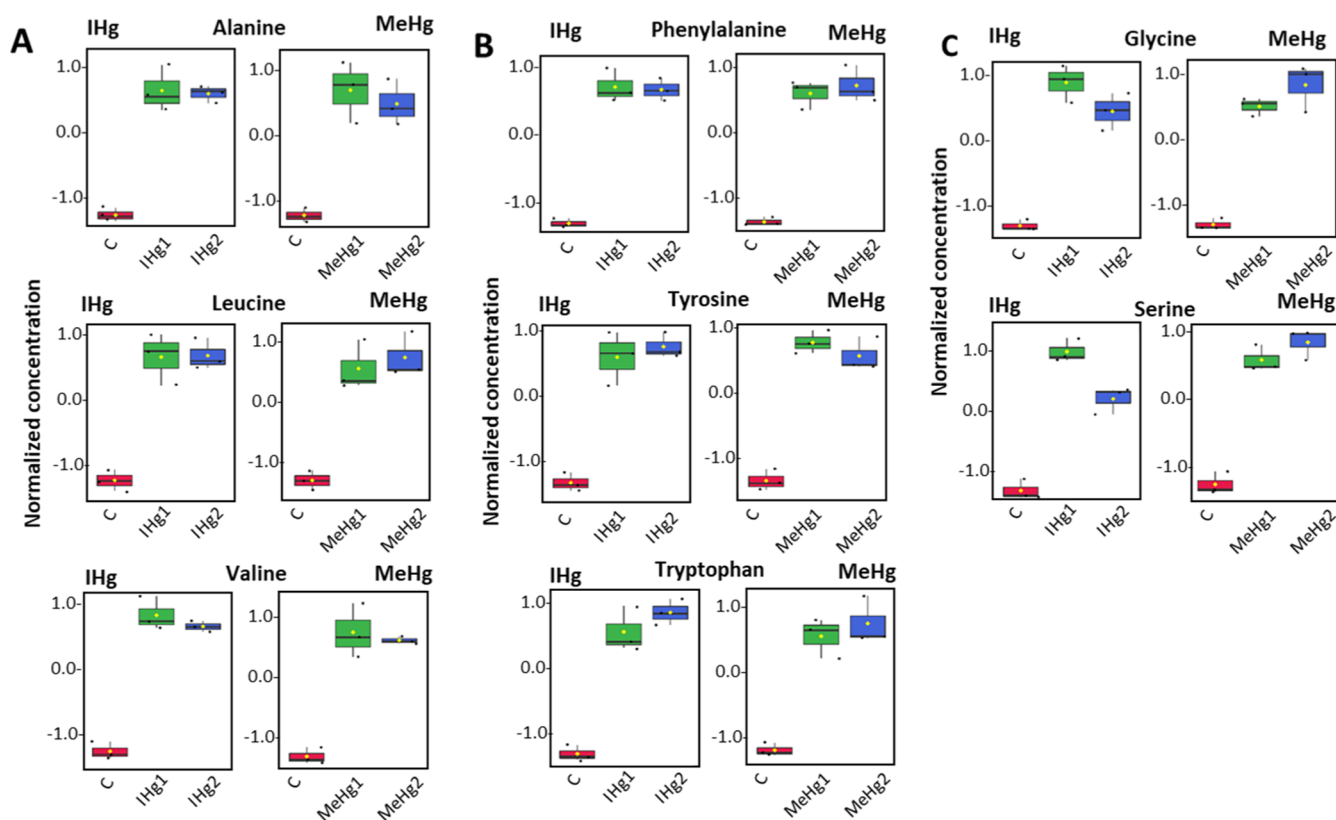 A
IHg Alanine MeHg
1.0 1.0
0.0 0.0
-1.0 -1.0
C IHg1 IHg2 C MeHg1 MeHg2
Normalized concentration
IHg Leucine MeHg
1.0 1.0
0.0 0.0
-1.0 -1.0
C IHg1 IHg2 C MeHg1 MeHg2
IHg Valine MeHg
1.0 1.0
0.0 0.0
-1.0 -1.0
C IHg1 IHg2 C MeHg1 MeHg2
B
IHg Phenylalanine MeHg
1.0 1.0
0.0 0.0
-1.0 -1.0
C IHg1 IHg2 C MeHg1 MeHg2
Normalized concentration
IHg Tyrosine MeHg
1.0 1.0
0.0 0.0
-1.0 -1.0
C IHg1 IHg2 C MeHg1 MeHg2
IHg Tryptophan MeHg
1.0 1.0
0.0 0.0
-1.0 -1.0
C IHg1 IHg2 C MeHg1 MeHg2
C
IHg Glycine MeHg
1.0 1.0
0.0 0.0
-1.0 -1.0
C IHg1 IHg2 C MeHg1 MeHg2
Normalized concentration
IHg Serine MeHg
1.0 1.0
0.0 0.0
-1.0 -1.0
C IHg1 IHg2 C MeHg1 MeHg2